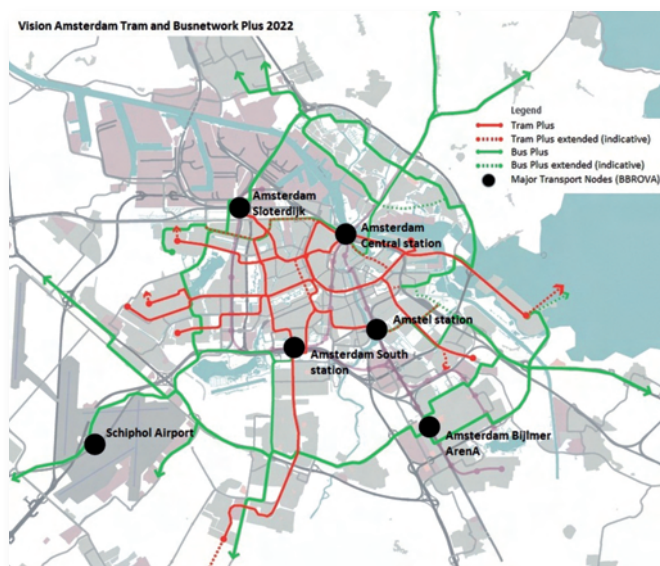 Vision Amsterdam Tram and Busnetwork Plus 2022
Legend
Tram Plus
Tram Plus extended (indicative)
Bus Plus
Bus Plus extended (indicative)
Major Transport Nodes (BBROVA)
Amsterdam
Sloterdijk
Amsterdam
Central station
Amstel station
Amsterdam South
station
Schiphol Airport
Amsterdam Bijlmer
ArenA